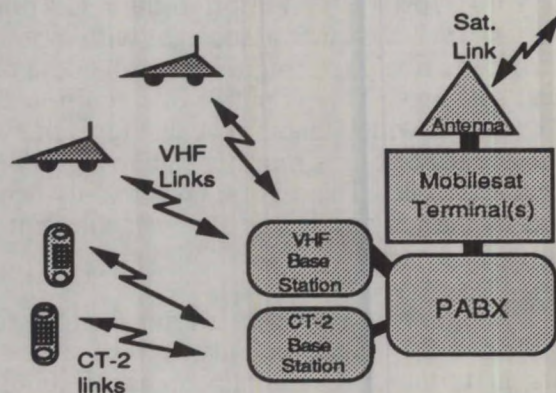 Sat.
Link
Antenna
VHF
Links
Mobilesat
Terminal(s)
VHF
Base
Station
PABX
CT-2
Base
Station
CT-2
links